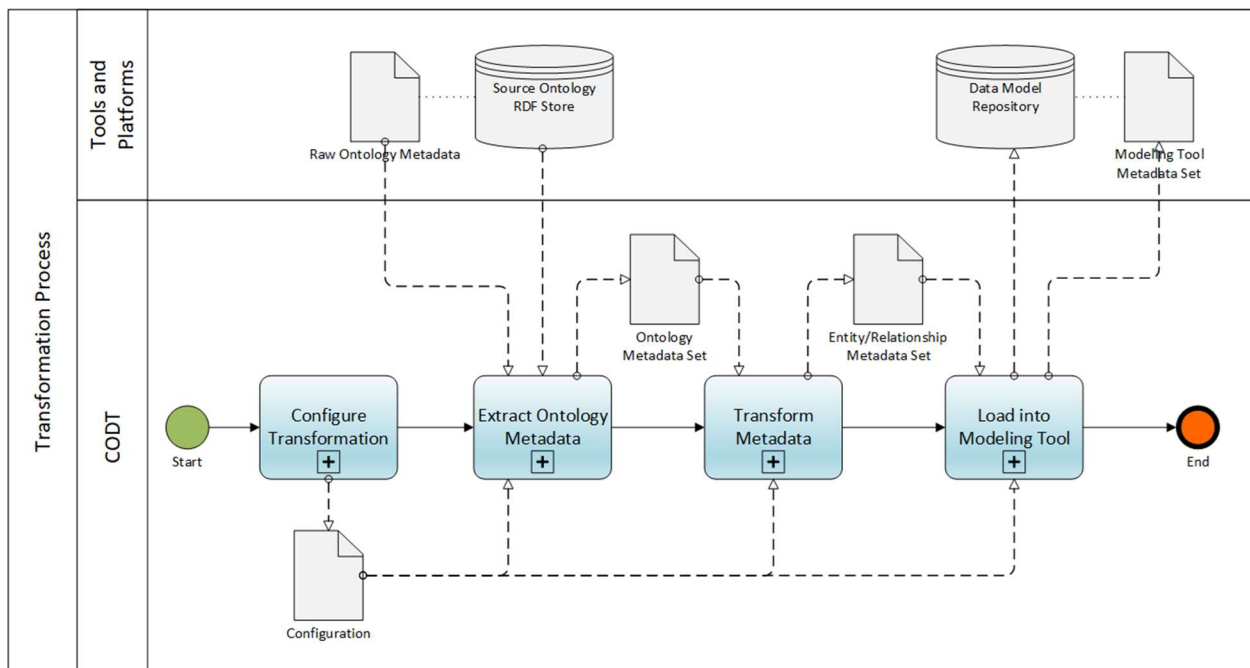 Transformation Process
Tools and
Platforms
Raw Ontology Metadata
Source Ontology
RDF Store
Data Model
Repository
Modeling Tool
Metadata Set
CODT
Ontology
Metadata Set
Entity/Relationship
Metadata Set
Start
Configure
Transformation
Extract Ontology
Metadata
Transform
Metadata
Load into
Modeling Tool
End
Configuration